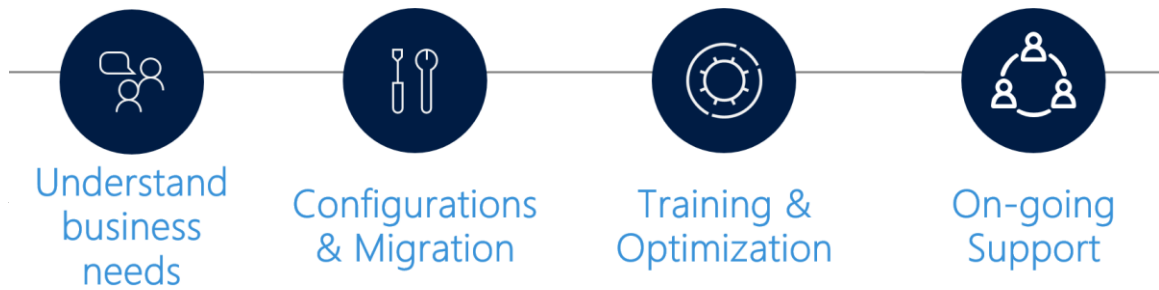 Understand
business
needs
Configurations
& Migration
Training &
Optimization
On-going
Support